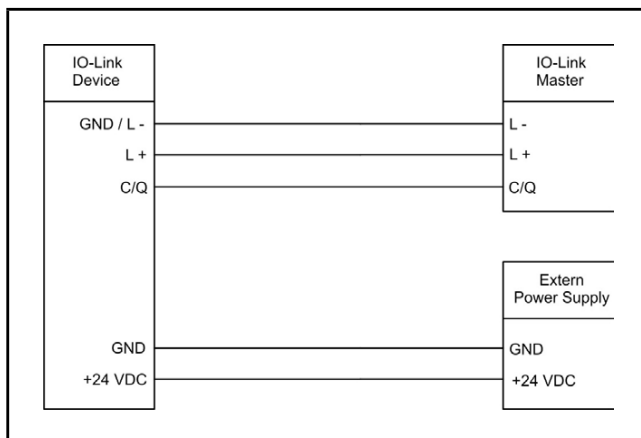 IO-Link
Device
IO-Link
Master
GND / L -
L -
L +
L +
C/Q
C/Q
Extern
Power Supply
GND
GND
+24 VDC
+24 VDC